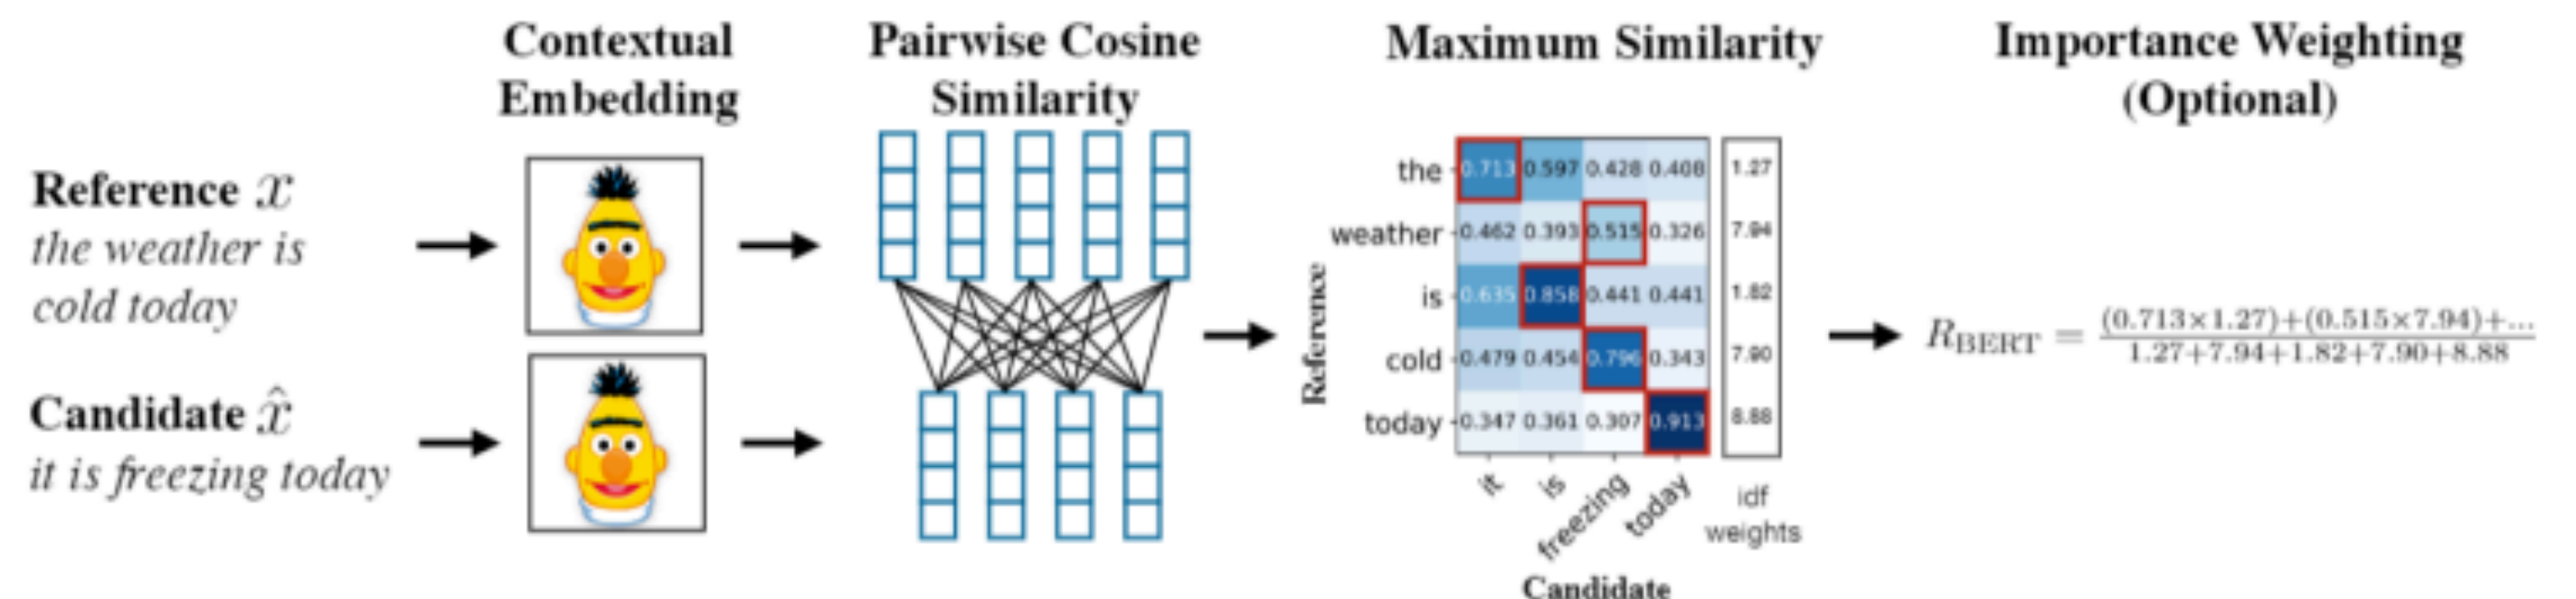 Contextual
Embedding
Pairwise Cosine
Similarity
Maximum Similarity
Importance Weighting
(Optional)
Reference x
the weather is
cold today
Candidate x̂
it is freezing today
Reference
the 0.713 0.597 0.428 0.408 1.27
weather 0.462 0.393 0.515 0.326 7.94
is 0.635 0.858 0.441 0.441 1.82
cold 0.479 0.454 0.796 0.343 7.90
today 0.347 0.361 0.307 0.913 8.88
it is freezing today
idf
weights
Candidate
R_BERT = (0.713×1.27)+(0.515×7.94)+...
1.27+7.94+1.82+7.90+8.88